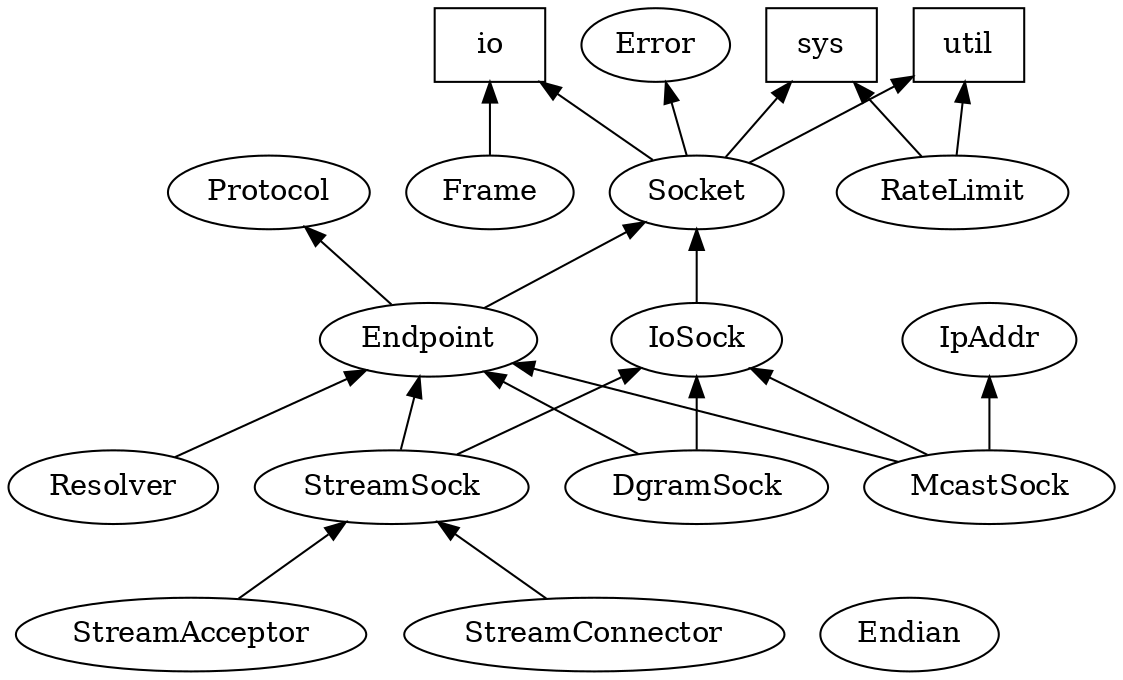 io
Error
sys
util
Protocol
Frame
Socket
RateLimit
Endpoint
IoSock
IpAddr
Resolver
StreamSock
DgramSock
McastSock
StreamAcceptor
StreamConnector
Endian